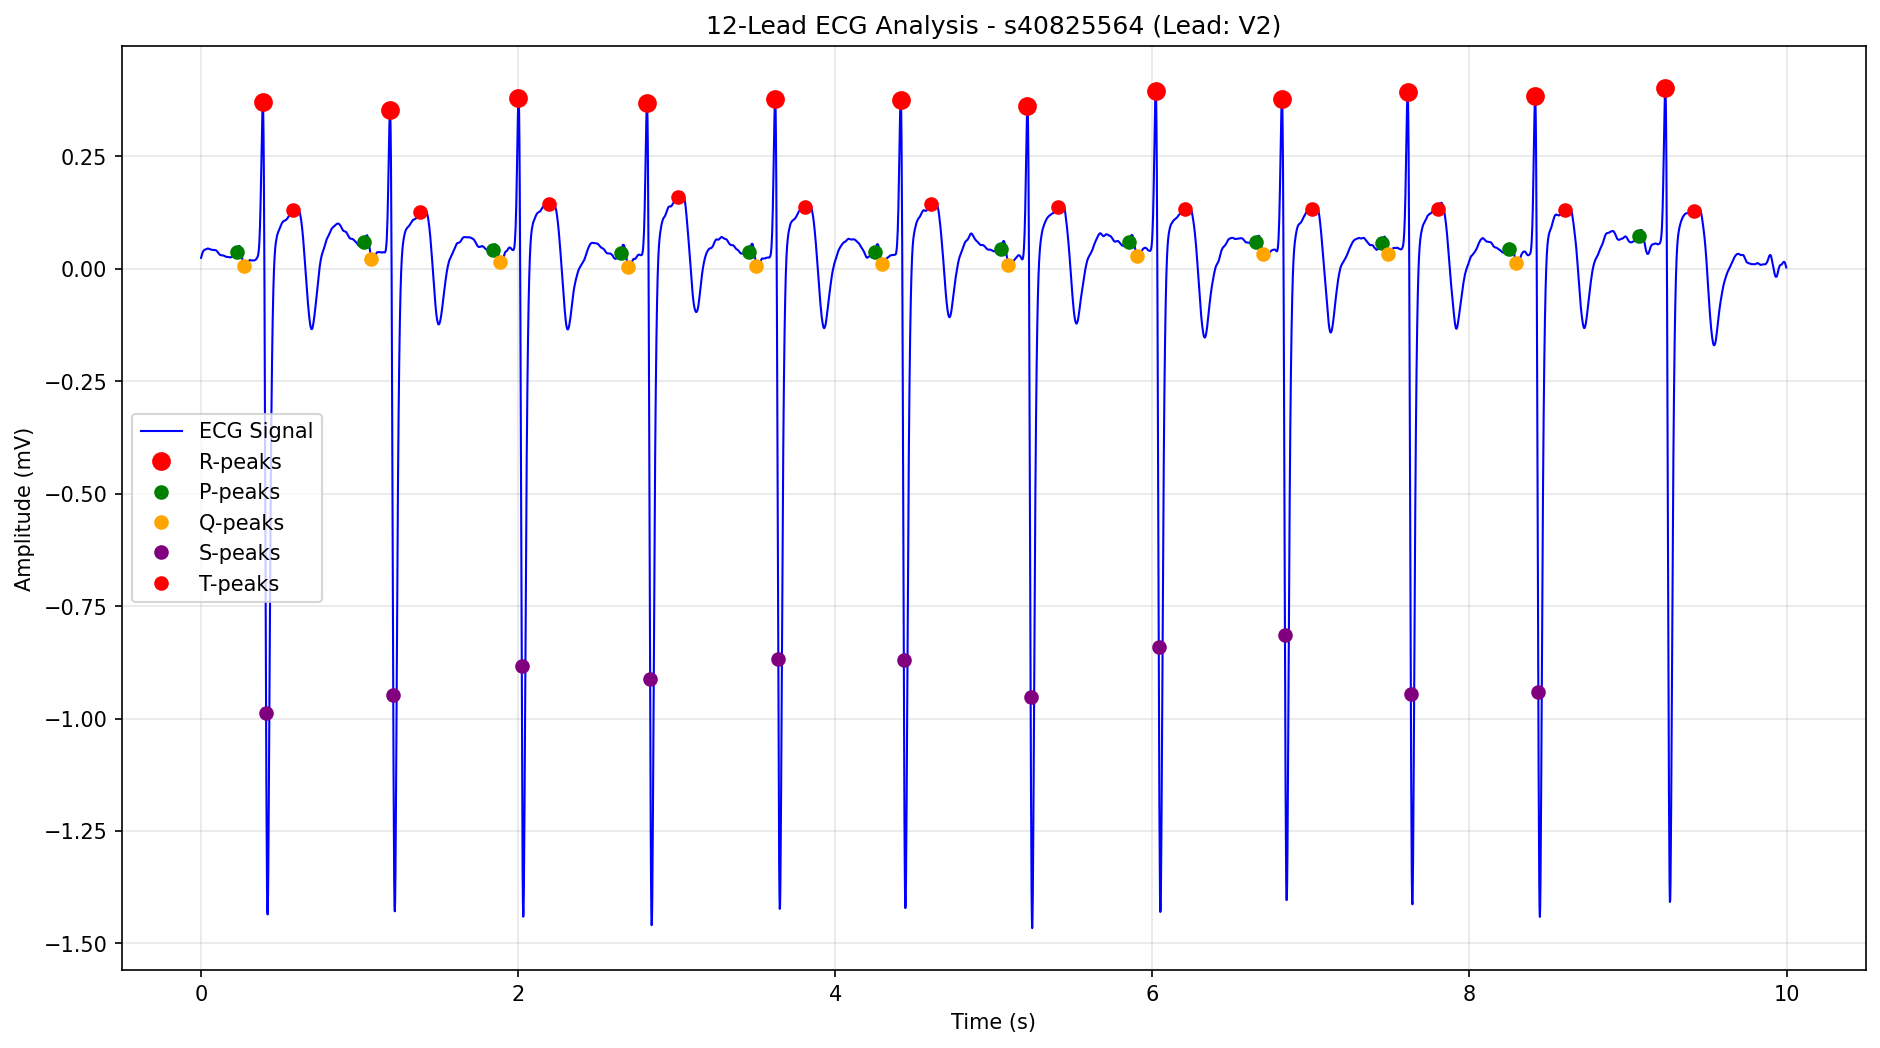 12-Lead ECG Analysis - s40825564 (Lead: V2)
Amplitude (mV)
0.25
0.00
−0.25
−0.50
−0.75
−1.00
−1.25
−1.50
ECG Signal
R-peaks
P-peaks
Q-peaks
S-peaks
T-peaks
0 2 4 6 8 10
Time (s)